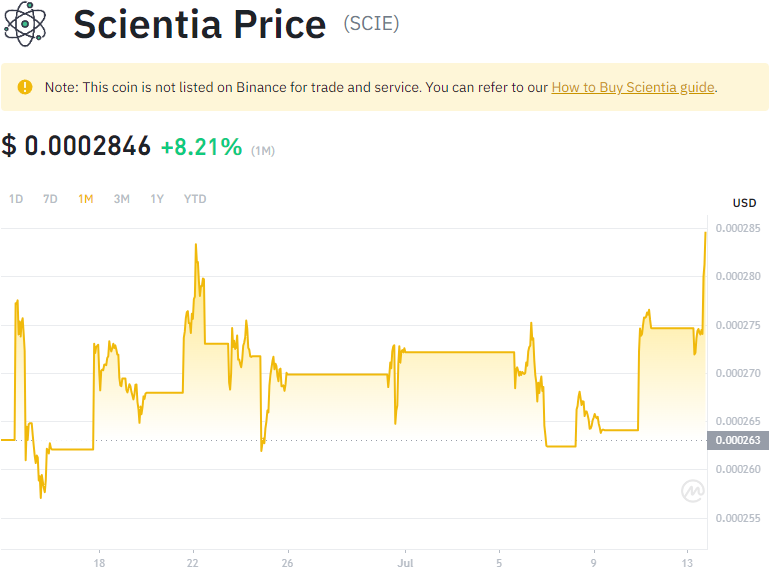 Scientia Price (SCIE)
Note: This coin is not listed on Binance for trade and service. You can refer to our How to Buy Scientia guide.
$ 0.0002846 +8.21% (1M)
1D 7D 1M 3M 1Y YTD
USD
0.000285
0.000280
0.000275
0.000270
0.000265
0.000263
0.000260
0.000255
18 22 26 Jul 5 9 13